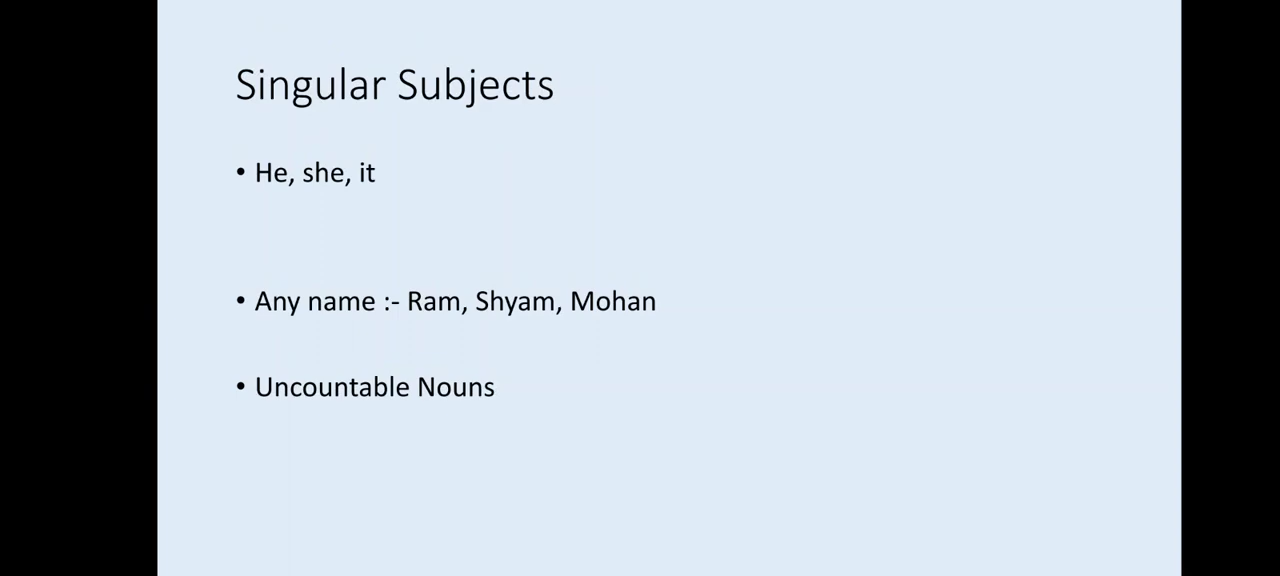 Singular Subjects
• He, she, it
• Any name :- Ram, Shyam, Mohan
• Uncountable Nouns